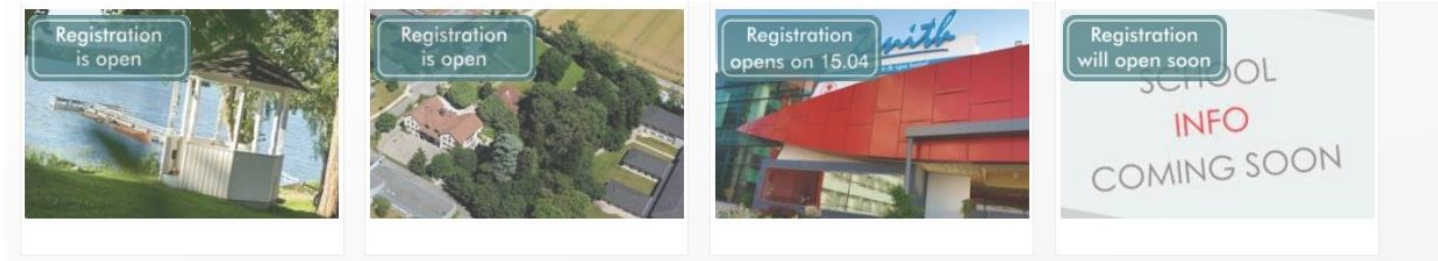 Registration
is open
Registration
is open
Registration
opens on 15.04
Registration
will open soon
SCHOOL
INFO
COMING SOON